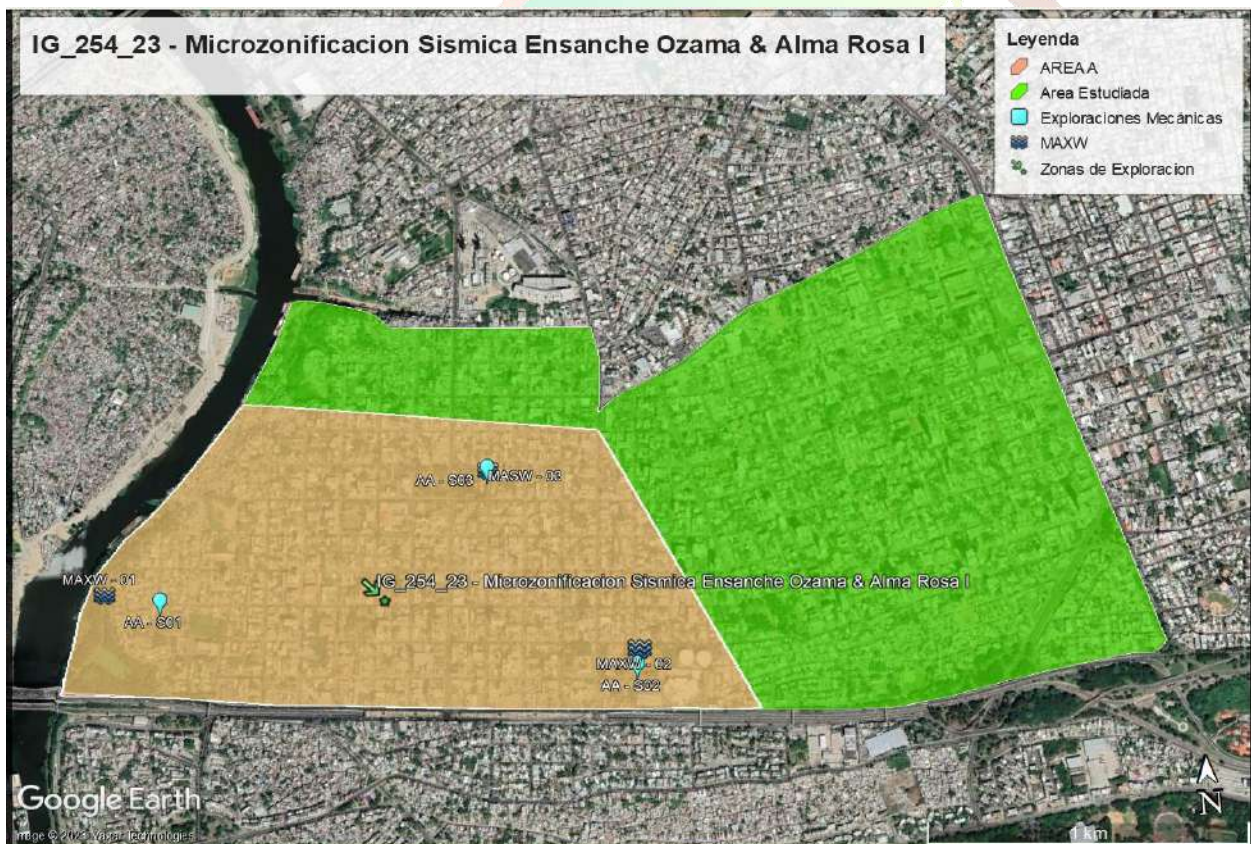 IG_254_23 - Microzonificacion Sismica Ensanche Ozama & Alma Rosa I
Leyenda
AREA A
Area Estudiada
Exploraciones Mecánicas
MAXW
Zonas de Exploracion
AA - S03
MASW - 03
MAXW - 01
AA - S01
IG_254_23 - Microzonificacion Sismica Ensanche Ozama & Alma Rosa I
MAXW - 02
AA - S02
Google Earth
N
Technologies
1 km